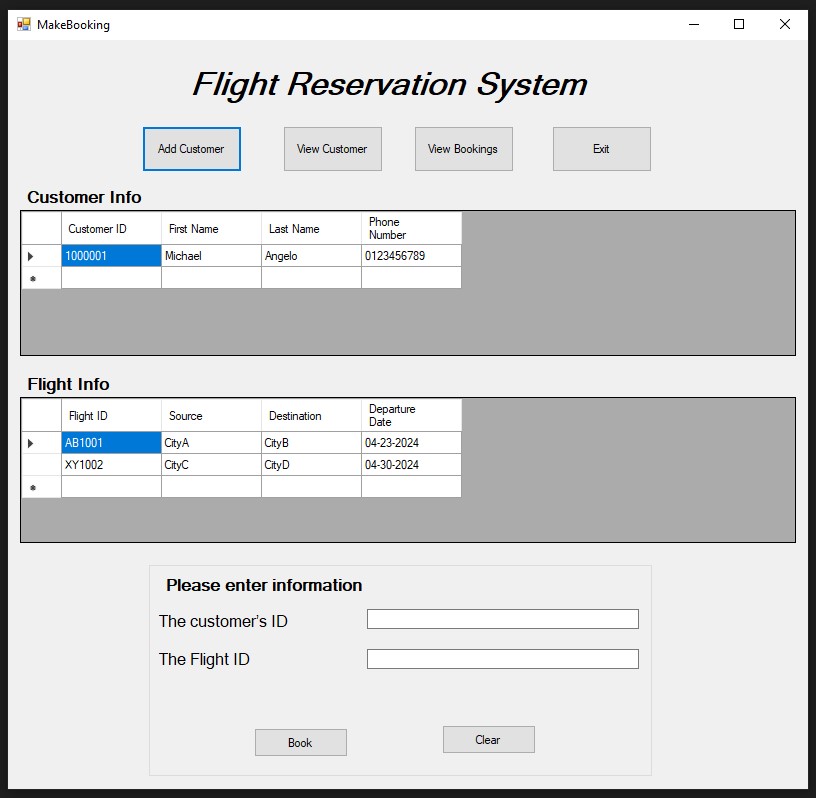 MakeBooking
Flight Reservation System
Add Customer View Customer View Bookings Exit
Customer Info
Customer ID First Name Last Name Phone Number
1000001 Michael Angelo 0123456789
Flight Info
Flight ID Source Destination Departure Date
AB1001 CityA CityB 04-23-2024
XY1002 CityC CityD 04-30-2024
Please enter information
The customer's ID
The Flight ID
Book Clear